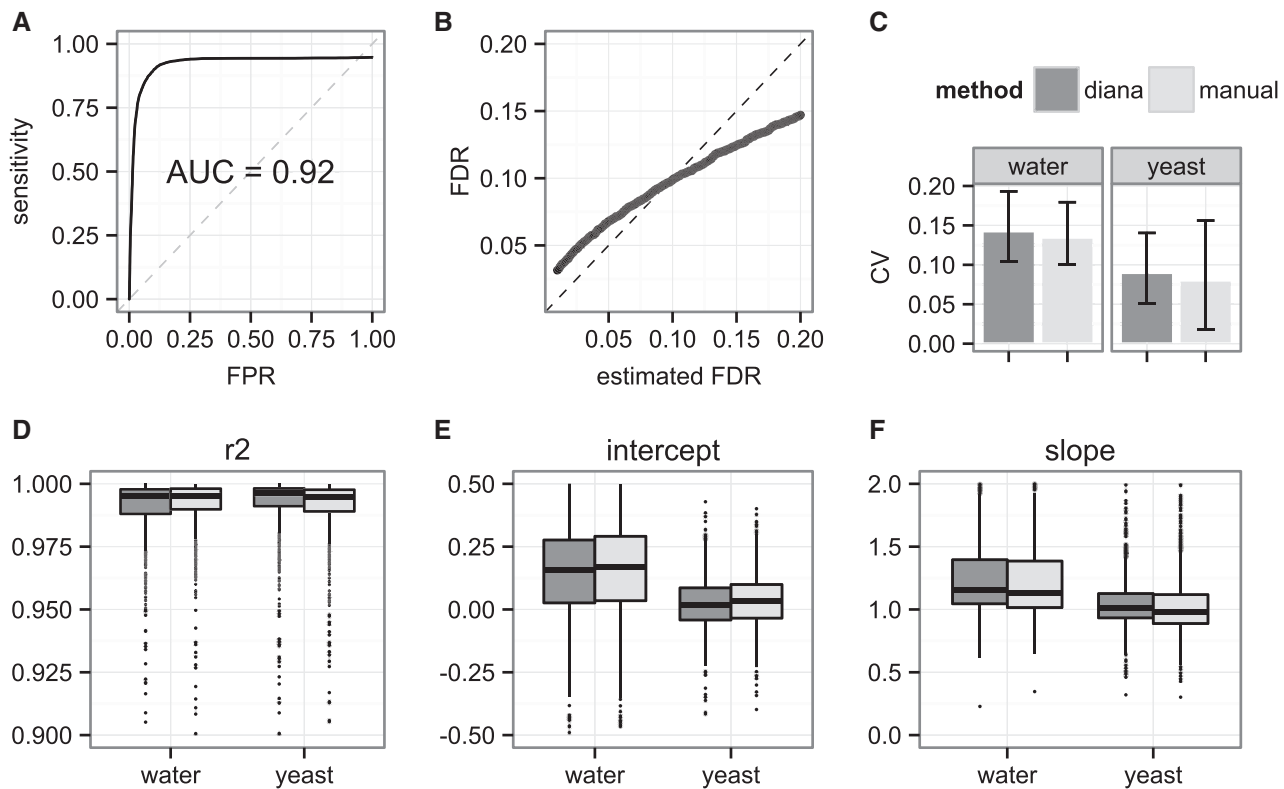 A
1.00
0.75
0.50
0.25
0.00
sensitivity
AUC = 0.92
0.00 0.25 0.50 0.75 1.00
FPR
B
0.20
0.15
0.10
0.05
FDR
0.05 0.10 0.15 0.20
estimated FDR
C
method diana manual
water yeast
0.20
0.15
0.10
0.05
0.00
CV
D
r2
1.000
0.975
0.950
0.925
0.900
water yeast
E
intercept
0.50
0.25
0.00
-0.25
-0.50
water yeast
F
slope
2.0
1.5
1.0
0.5
0.0
water yeast